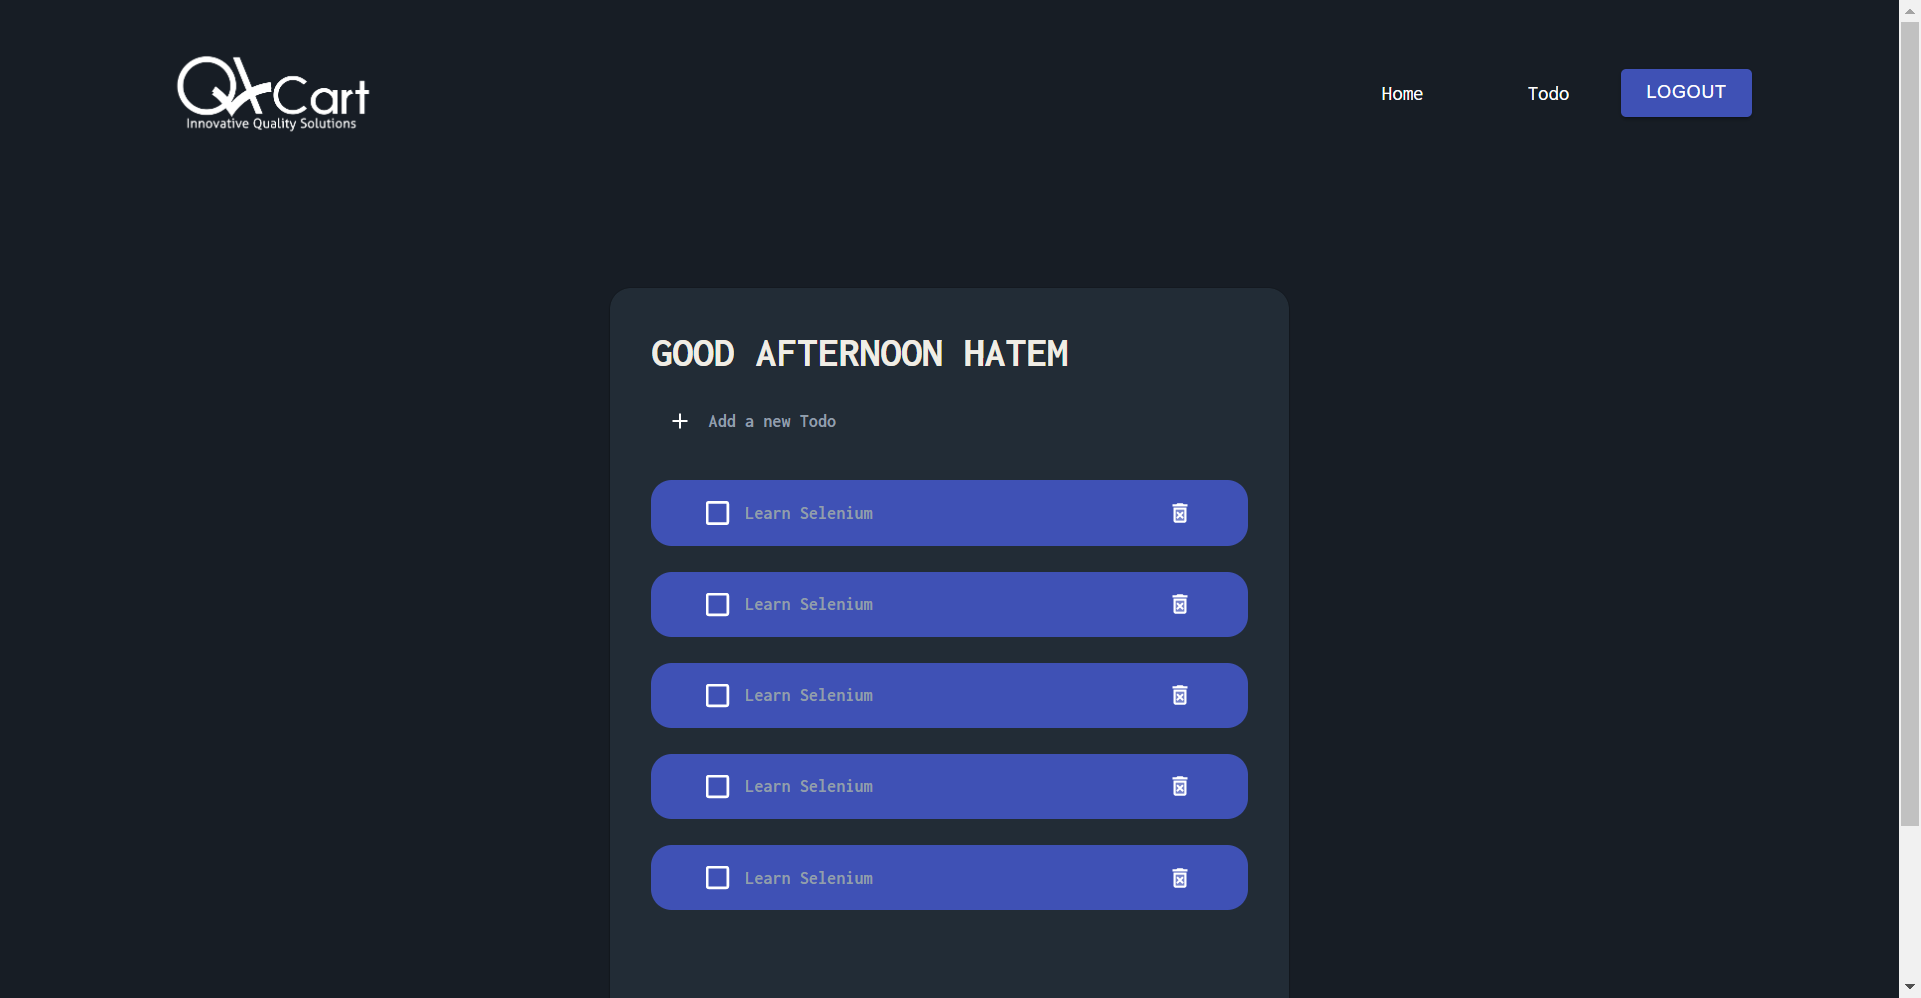 QACart
Innovative Quality Solutions
Home
Todo
LOGOUT
GOOD AFTERNOON HATEM
Add a new Todo
Learn Selenium
Learn Selenium
Learn Selenium
Learn Selenium
Learn Selenium